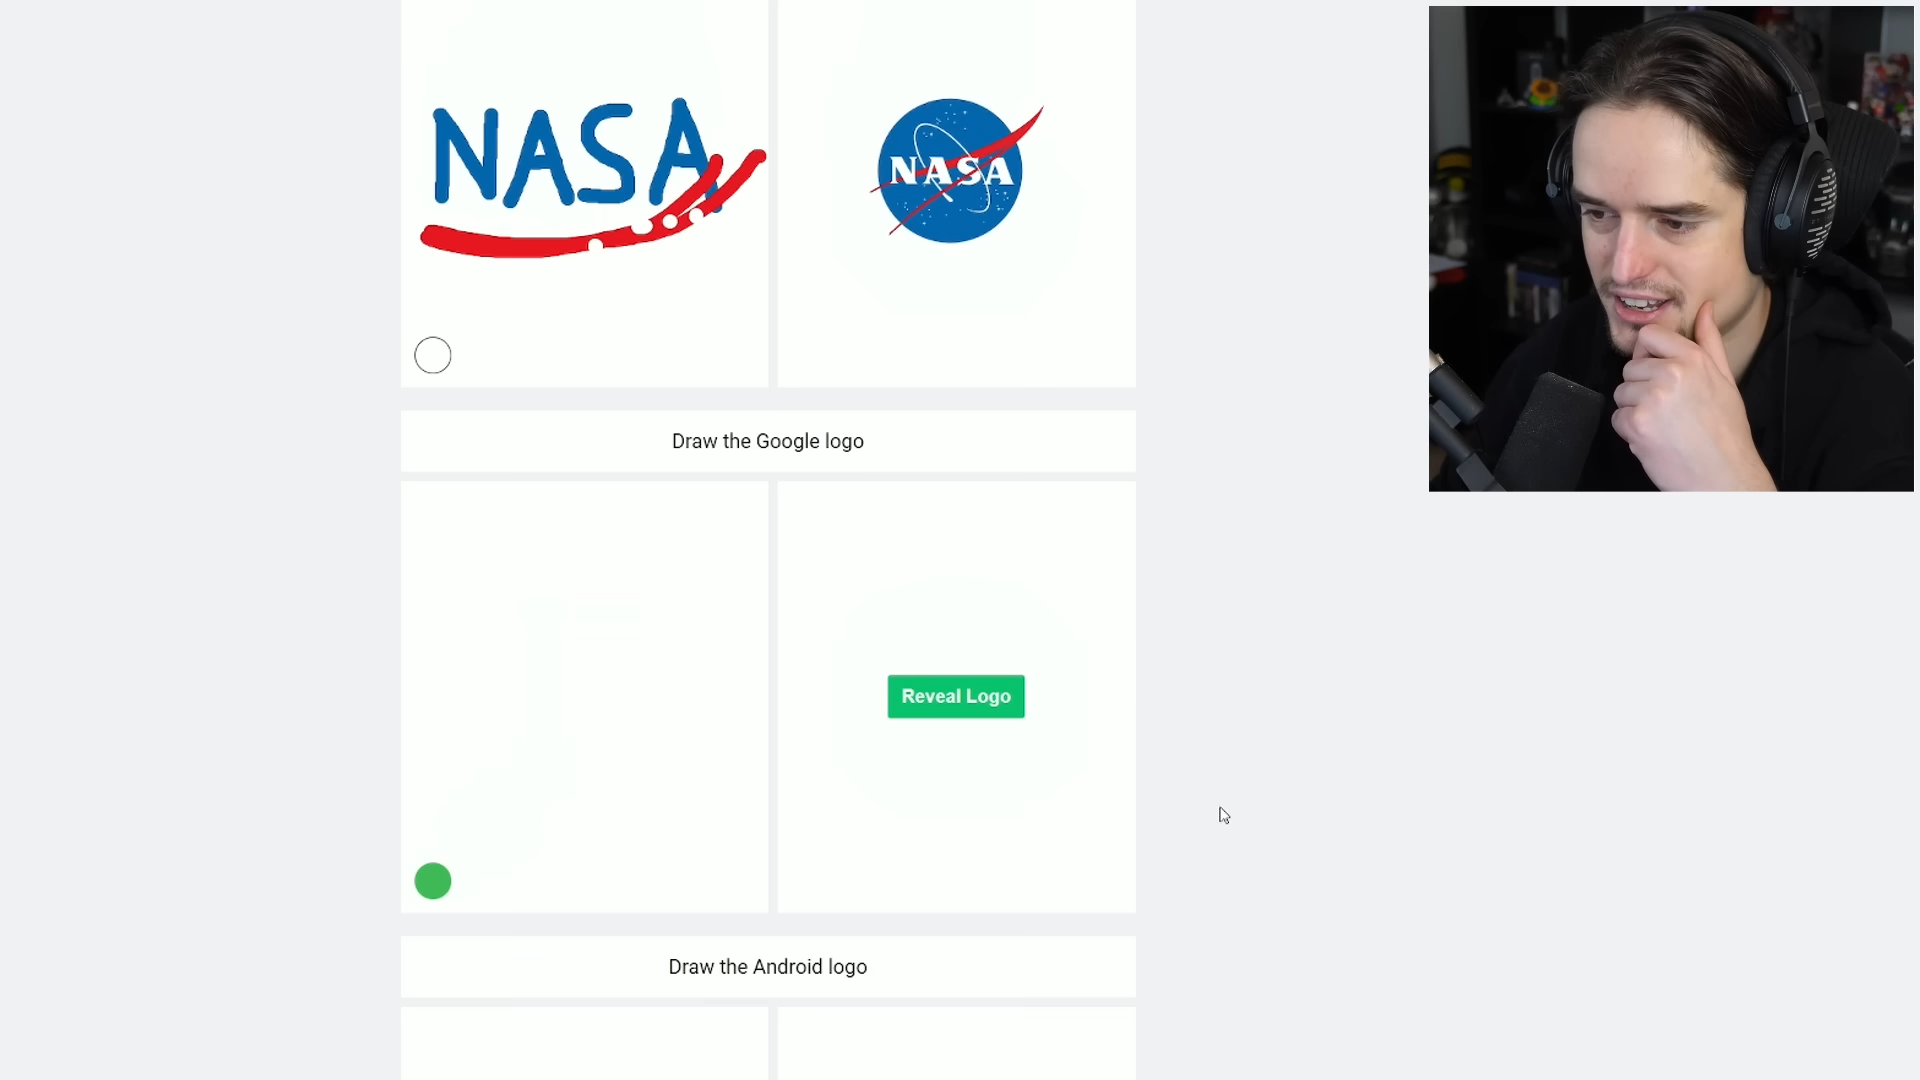 NASA
NASA
Draw the Google logo
Reveal Logo
Draw the Android logo